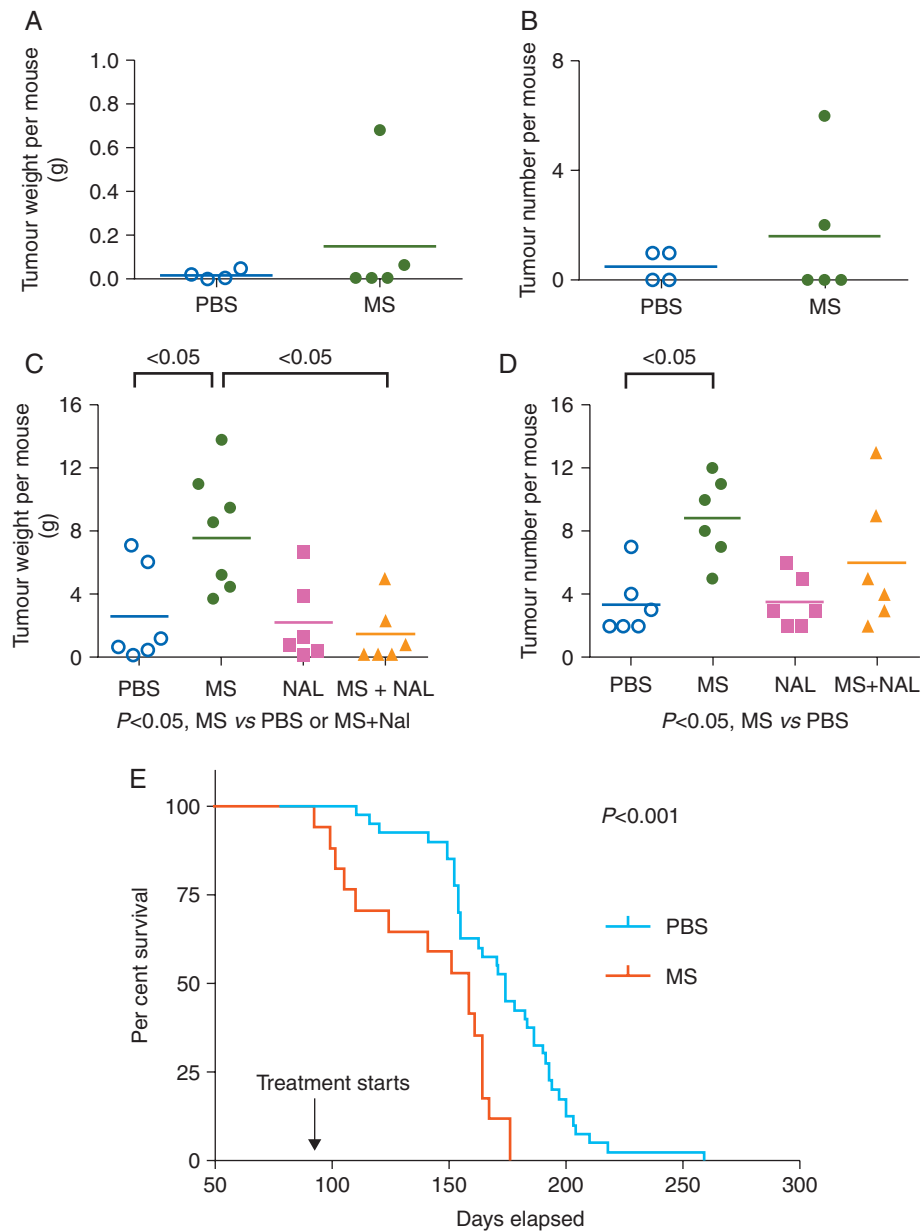 A
Tumour weight per mouse
(g)
1.0
0.8
0.6
0.4
0.2
0.0
PBS
MS
B
Tumour number per mouse
8
4
0
PBS
MS
C
<0.05
<0.05
Tumour weight per mouse
(g)
16
12
8
4
0
PBS
MS
NAL
MS + NAL
P<0.05, MS vs PBS or MS+Nal
D
<0.05
Tumour number per mouse
16
12
8
4
0
PBS
MS
NAL
MS+NAL
P<0.05, MS vs PBS
E
Per cent survival
100
75
50
25
0
P<0.001
PBS
MS
Treatment starts
50
100
150
200
250
300
Days elapsed